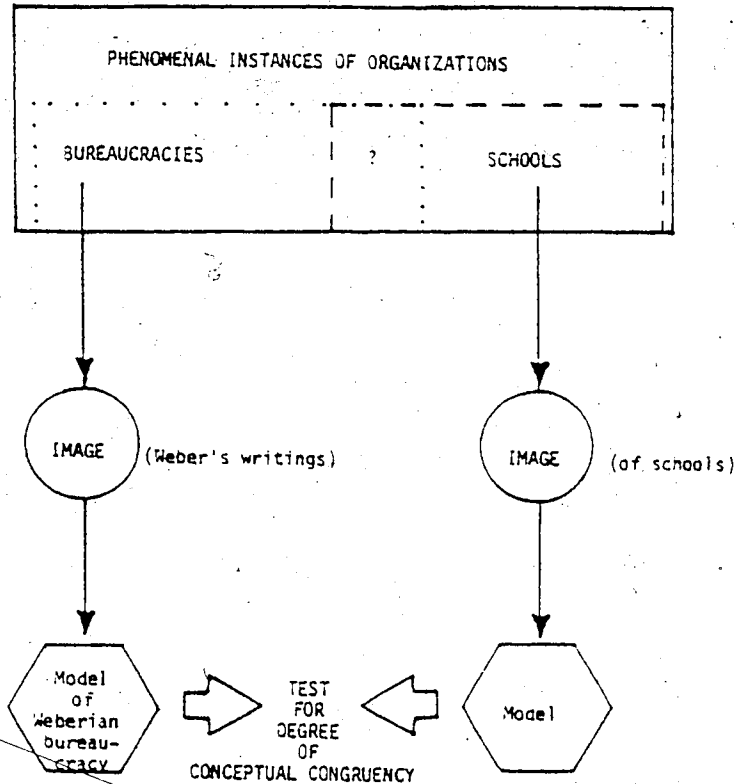 PHENOMENAL INSTANCES OF ORGANIZATIONS
BUREAUCRACIES
?
SCHOOLS
IMAGE
(Weber's writings)
IMAGE
(of schools)
Model
of
Weberian
bureau-
cracy
TEST
FOR
DEGREE
OF
CONCEPTUAL CONGRUENCY
Model